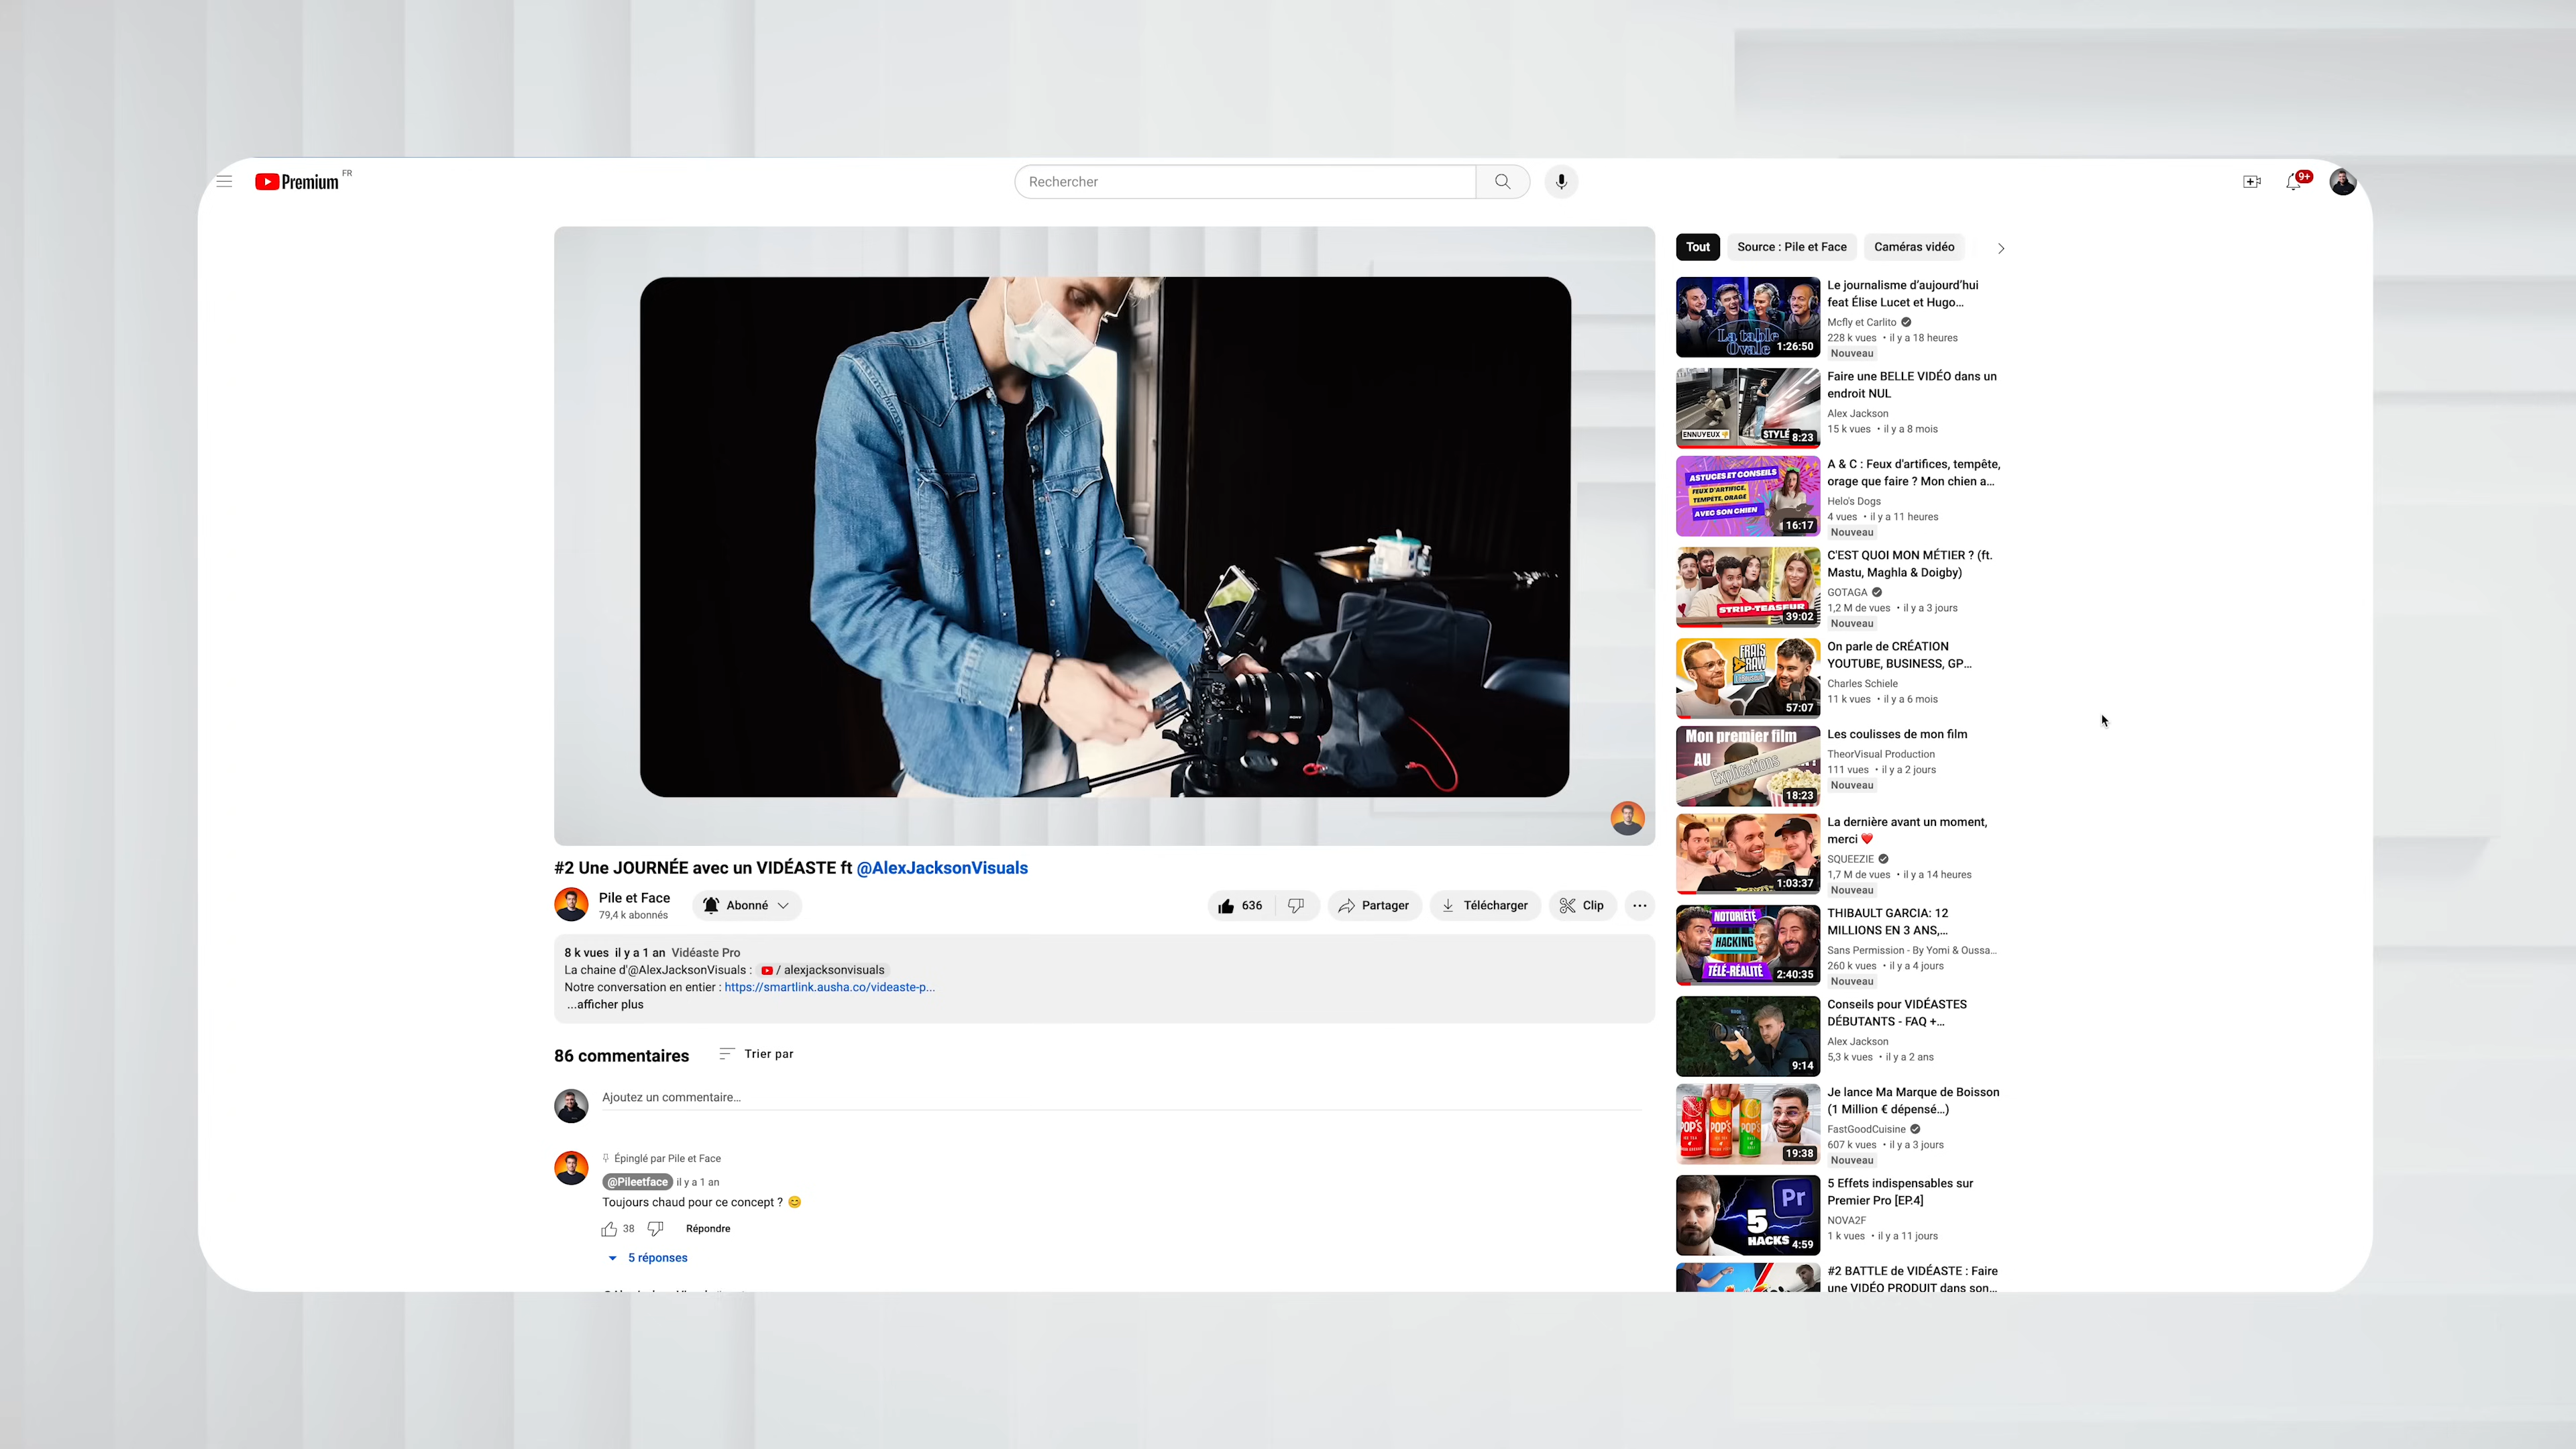 Premium FR
Rechercher
9+
#2 Une JOURNÉE avec un VIDÉASTE ft @AlexJacksonVisuals
Pile et Face
79,4 k abonnés
Abonné
636
Partager
Télécharger
Clip
8 k vues il y a 1 an Vidéaste Pro
La chaine d'@AlexJacksonVisuals : / alexjacksonvisuals
Notre conversation en entier : https://smartlink.ausha.co/videaste-p...
...afficher plus
86 commentaires
Trier par
Ajoutez un commentaire...
Épinglé par Pile et Face
@Pileetface il y a 1 an
Toujours chaud pour ce concept ? 😊
38
Répondre
5 réponses
Tout
Source : Pile et Face
Caméras vidéo
La table
Ovale
1:26:50
Le journalisme d’aujourd’hui
feat Élise Lucet et Hugo...
Mcfly et Carlito
228 k vues • il y a 18 heures
Nouveau
ENNUYEUX
STYLÉ
8:23
Faire une BELLE VIDÉO dans un
endroit NUL
Alex Jackson
15 k vues • il y a 8 mois
ASTUCES ET CONSEILS
FEUX D'ARTIFICE,
TEMPÊTE, ORAGE
AVEC SON CHIEN
16:17
A & C : Feux d'artifices, tempête,
orage que faire ? Mon chien a...
Helo's Dogs
4 vues • il y a 11 heures
Nouveau
STRIP-TEASEUR
39:02
C'EST QUOI MON MÉTIER ? (ft.
Mastu, Maghla & Doigby)
GOTAGA
1,2 M de vues • il y a 3 jours
Nouveau
FRAIS
RAW
57:07
On parle de CRÉATION
YOUTUBE, BUSINESS, GP...
Charles Schiele
11 k vues • il y a 6 mois
Mon premier film
AU
Explications
18:23
Les coulisses de mon film
TheorVisual Production
111 vues • il y a 2 jours
Nouveau
1:03:37
La dernière avant un moment,
merci ❤️
SQUEEZIE
1,7 M de vues • il y a 14 heures
Nouveau
NOTORIÉTÉ
HACKING
TÉLÉ-RÉALITÉ
2:40:35
THIBAULT GARCIA: 12
MILLIONS EN 3 ANS,...
Sans Permission - By Yomi & Oussa...
260 k vues • il y a 4 jours
Nouveau
9:14
Conseils pour VIDÉASTES
DÉBUTANTS - FAQ +...
Alex Jackson
5,3 k vues • il y a 2 ans
POP'S
POP'S
POP'S
19:38
Je lance Ma Marque de Boisson
(1 Million € dépensé...)
FastGoodCuisine
607 k vues • il y a 3 jours
Nouveau
Pr
5
HACKS
4:59
5 Effets indispensables sur
Premier Pro [EP.4]
NOVA2F
1 k vues • il y a 11 jours
#2 BATTLE de VIDÉASTE : Faire
une VIDÉO PRODUIT dans son...